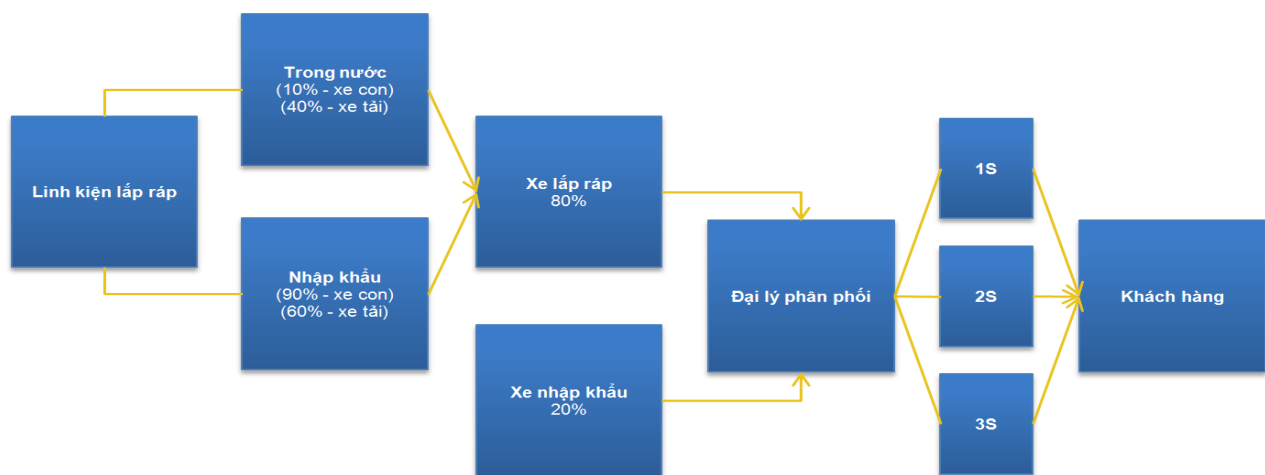 Linh kiện lắp ráp
Trong nước
(10% - xe con)
(40% - xe tải)
Nhập khẩu
(90% - xe con)
(60% - xe tải)
Xe lắp ráp
80%
Xe nhập khẩu
20%
Đại lý phân phối
1S
2S
3S
Khách hàng